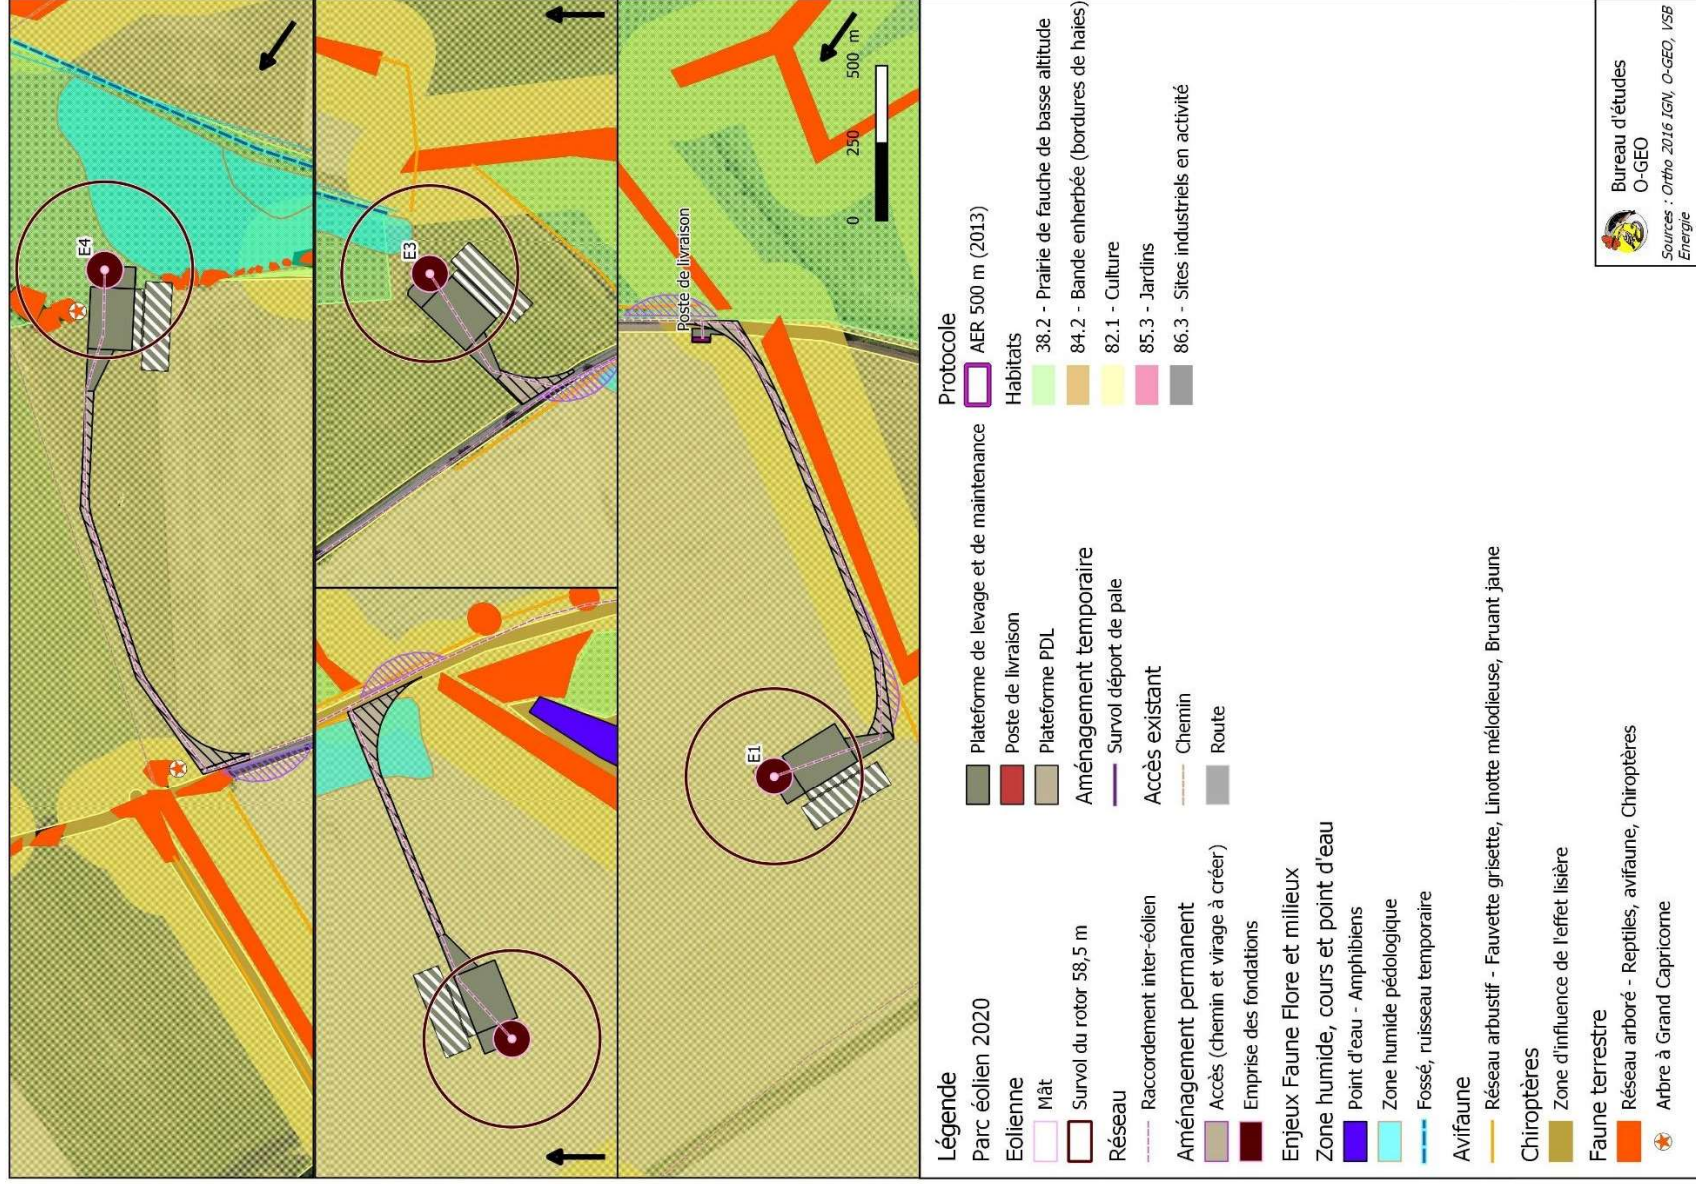 E4
E3
Poste de livraison
E1
0 250 500 m
Légende
Parc éolien 2020
Eolienne
Mât
Survol du rotor 58,5 m
Réseau
Raccordement inter-éolien
Aménagement permanent
Accès (chemin et virage à créer)
Emprise des fondations
Plateforme de levage et de maintenance
Poste de livraison
Plateforme PDL
Aménagement temporaire
Survol déport de pale
Accès existant
Chemin
Route
Protocole
AER 500 m (2013)
Habitats
38.2 - Prairie de fauche de basse altitude
84.2 - Bande enherbée (bordures de haies)
82.1 - Culture
85.3 - Jardins
86.3 - Sites industriels en activité
Enjeux Faune Flore et milieux
Zone humide, cours et point d'eau
Point d'eau - Amphibiens
Zone humide pédologique
Fossé, ruisseau temporaire
Avifaune
Réseau arbustif - Fauvette grisette, Linotte mélodieuse, Bruant jaune
Chiroptères
Zone d'influence de l'effet lisière
Faune terrestre
Réseau arboré - Reptiles, avifaune, Chiroptères
Arbre à Grand Capricorne
Bureau d'études
O-GEO
Sources : Ortho 2016 IGN, O-GEO, VSB
Energie